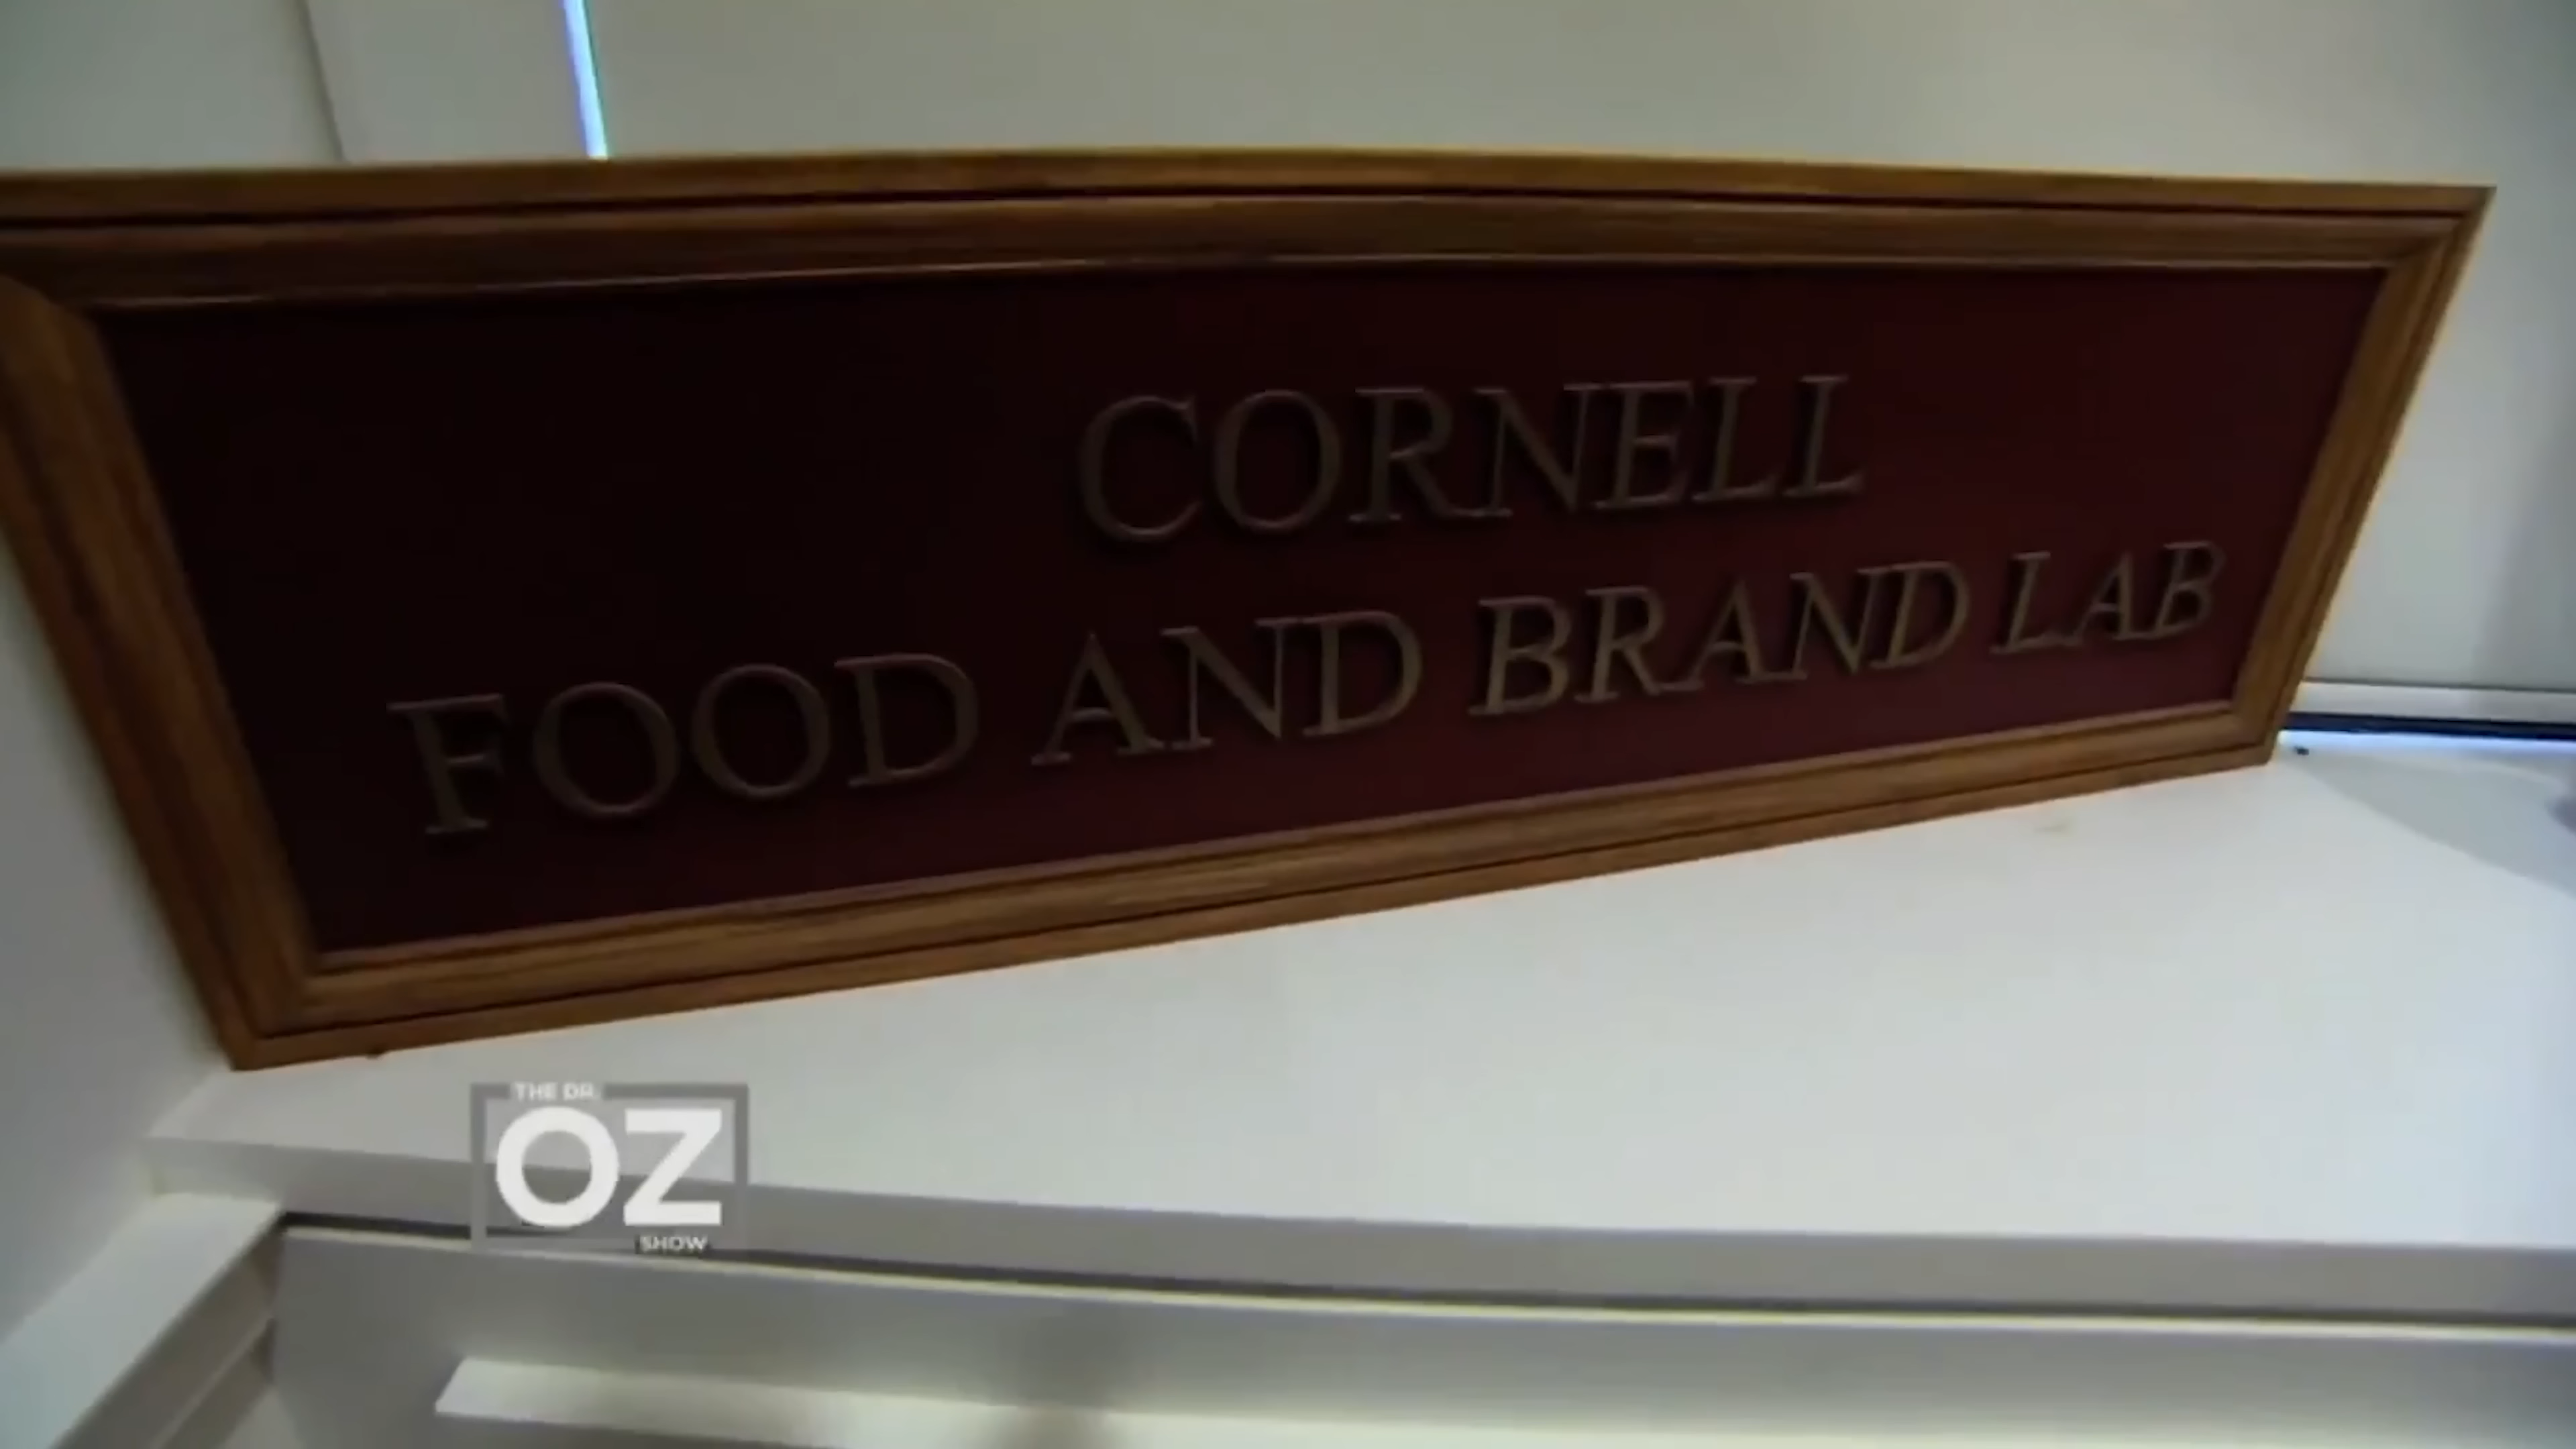 CORNELL
FOOD AND BRAND LAB
THE DR.
OZ
SHOW